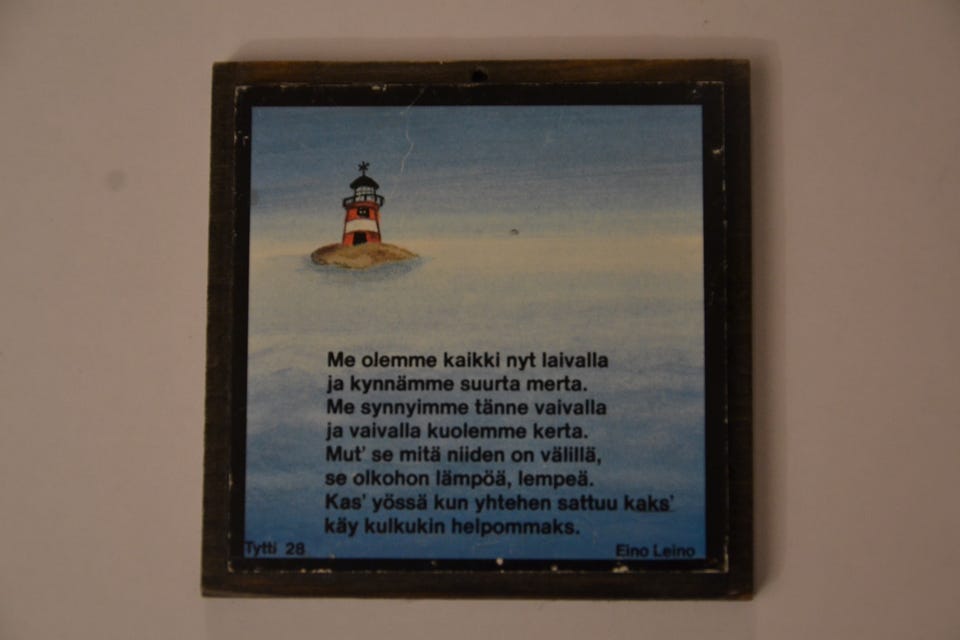 Me olemme kaikki nyt laivalla
ja kynnämme suurta merta.
Me synnyimme tänne vaivalla
ja vaivalla kuolemme kerta.
Mut' se mitä niiden on välillä,
se olkohon lämpöä, lempeä.
Kas' yössä kun yhtehen sattuu kaks'
käy kulkukin helpommaks.
Tytti 28
Eino Leino